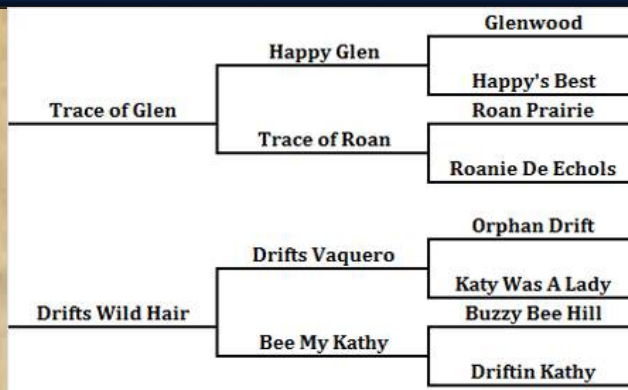 Glenwood
Happy Glen
Happy's Best
Trace of Glen
Roan Prairie
Trace of Roan
Roanie De Echols
Orphan Drift
Drifts Vaquero
Katy Was A Lady
Drifts Wild Hair
Buzzy Bee Hill
Bee My Kathy
Driftin Kathy